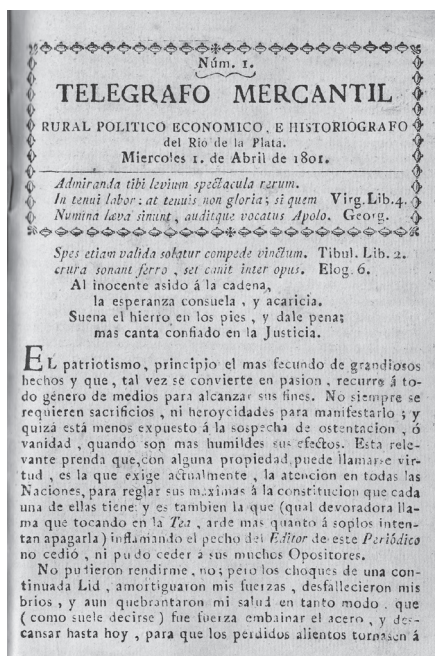 Núm. 1.
TELEGRAFO MERCANTIL
RURAL POLITICO ECONOMICO, E HISTORIOGRAFO
del Rio de la Plata.
Miercoles 1. de Abril de 1801.
Admiranda tibi levium spectacula rerum.
In tenui labor: at tenuis non gloria; si quem Virg. Lib. 4.
Numina læva sinunt, auditque vocatus Apolo. Georg.
Spes etiam valida solatur compede vinctum. Tibul. Lib. 2.
crura sonant ferro, set canit inter opus. Elog. 6.
Al inocente asido á la cadena,
la esperanza consuela, y acaricia.
Suena el hierro en los pies, y dale pena;
mas canta confiado en la Justicia.
EL patriotismo, principio el mas fecundo de grandiosos
hechos y que, tal vez se convierte en pasion, recurre á to-
do género de medios para alcanzar sus fines. No siempre se
requieren sacrificios, ni heroycidades para manifestarlo; y
quizá está menos expuesto á la sospecha de ostentacion, ó
vanidad, quando son mas humildes sus efectos. Esta rele-
vante prenda que, con alguna propiedad, puede llamarse vir-
tud, es la que exige actualmente, la atencion en todas las
Naciones, para reglar sus maximas á la constitucion que cada
una de ellas tiene; y es tambien la que (qual devoradora lla-
ma que tocando en la Tea, arde mas quanto á soplos inten-
tan apagarla) inflamando el pecho del Editor de este Periódico
no cedió, ni pudo ceder a sus muchos Opositores.
No pudieron rendirme, no; pero los choques de una con-
tinuada Lid, amortiguaron mis fuerzas, desfallecieron mis
brios, y aun quebrantaron mi salud en tanto modo, que
(como suele decirse) fue fuerza embainar el acero, y des-
cansar hasta hoy, para que los perdidos alientos tornasen á